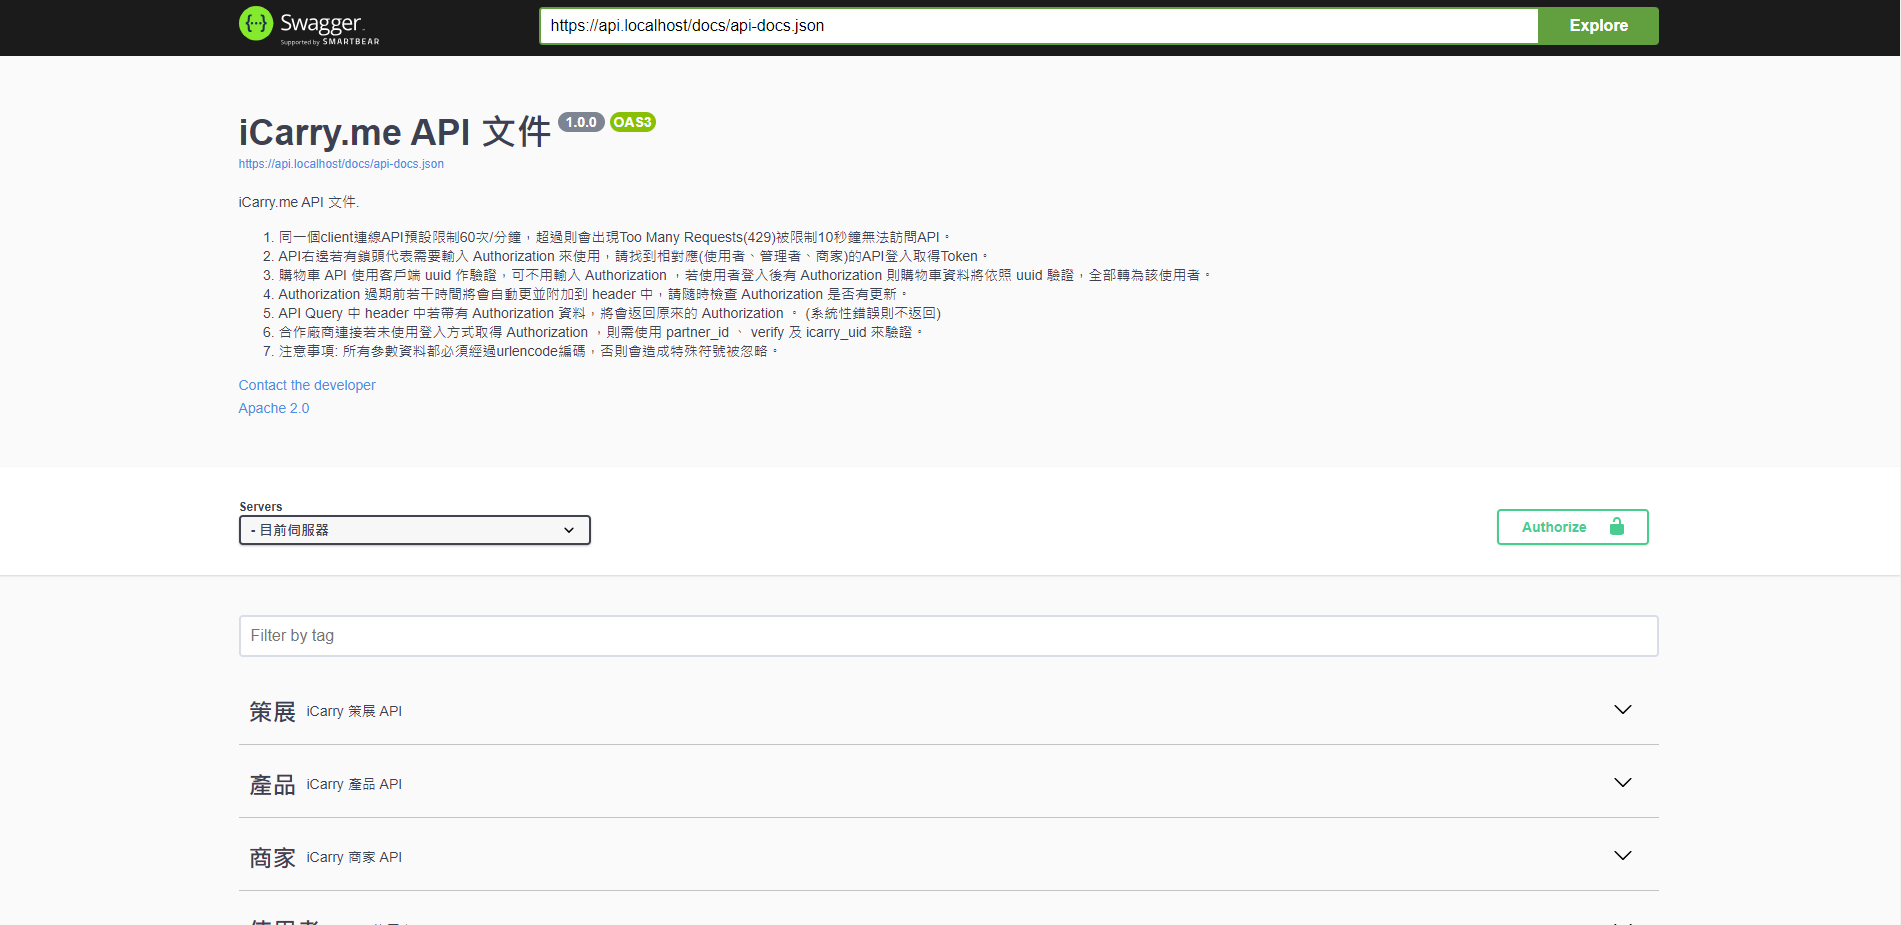 Swagger
Supported by SMARTBEAR
https://api.localhost/docs/api-docs.json
Explore
iCarry.me API 文件 1.0.0 OAS3
https://api.localhost/docs/api-docs.json
iCarry.me API 文件.
1. 同一個client連線API預設限制60次/分鐘，超過則會出現Too Many Requests(429)被限制10秒鐘無法訪問API。
2. API右邊若有鎖頭代表需要輸入 Authorization 來使用，請找到相對應(使用者、管理者、商家)的API登入取得Token。
3. 購物車 API 使用客戶端 uuid 作驗證，可不用輸入 Authorization ，若使用者登入後有 Authorization 則購物車資料將依照 uuid 驗證，全部轉為該使用者。
4. Authorization 過期前若干時間將會自動更並附加到 header 中，請隨時檢查 Authorization 是否有更新。
5. API Query 中 header 中若帶有 Authorization 資料，將會返回原來的 Authorization 。 (系統性錯誤則不返回)
6. 合作廠商連接若未使用登入方式取得 Authorization ，則需使用 partner_id 、 verify 及 icarry_uid 來驗證。
7. 注意事項: 所有参數資料都必須經過urlencode編碼，否則會造成特殊符號被忽略。
Contact the developer
Apache 2.0
Servers
- 目前伺服器
Authorize
Filter by tag
策展 iCarry 策展 API
產品 iCarry 產品 API
商家 iCarry 商家 API